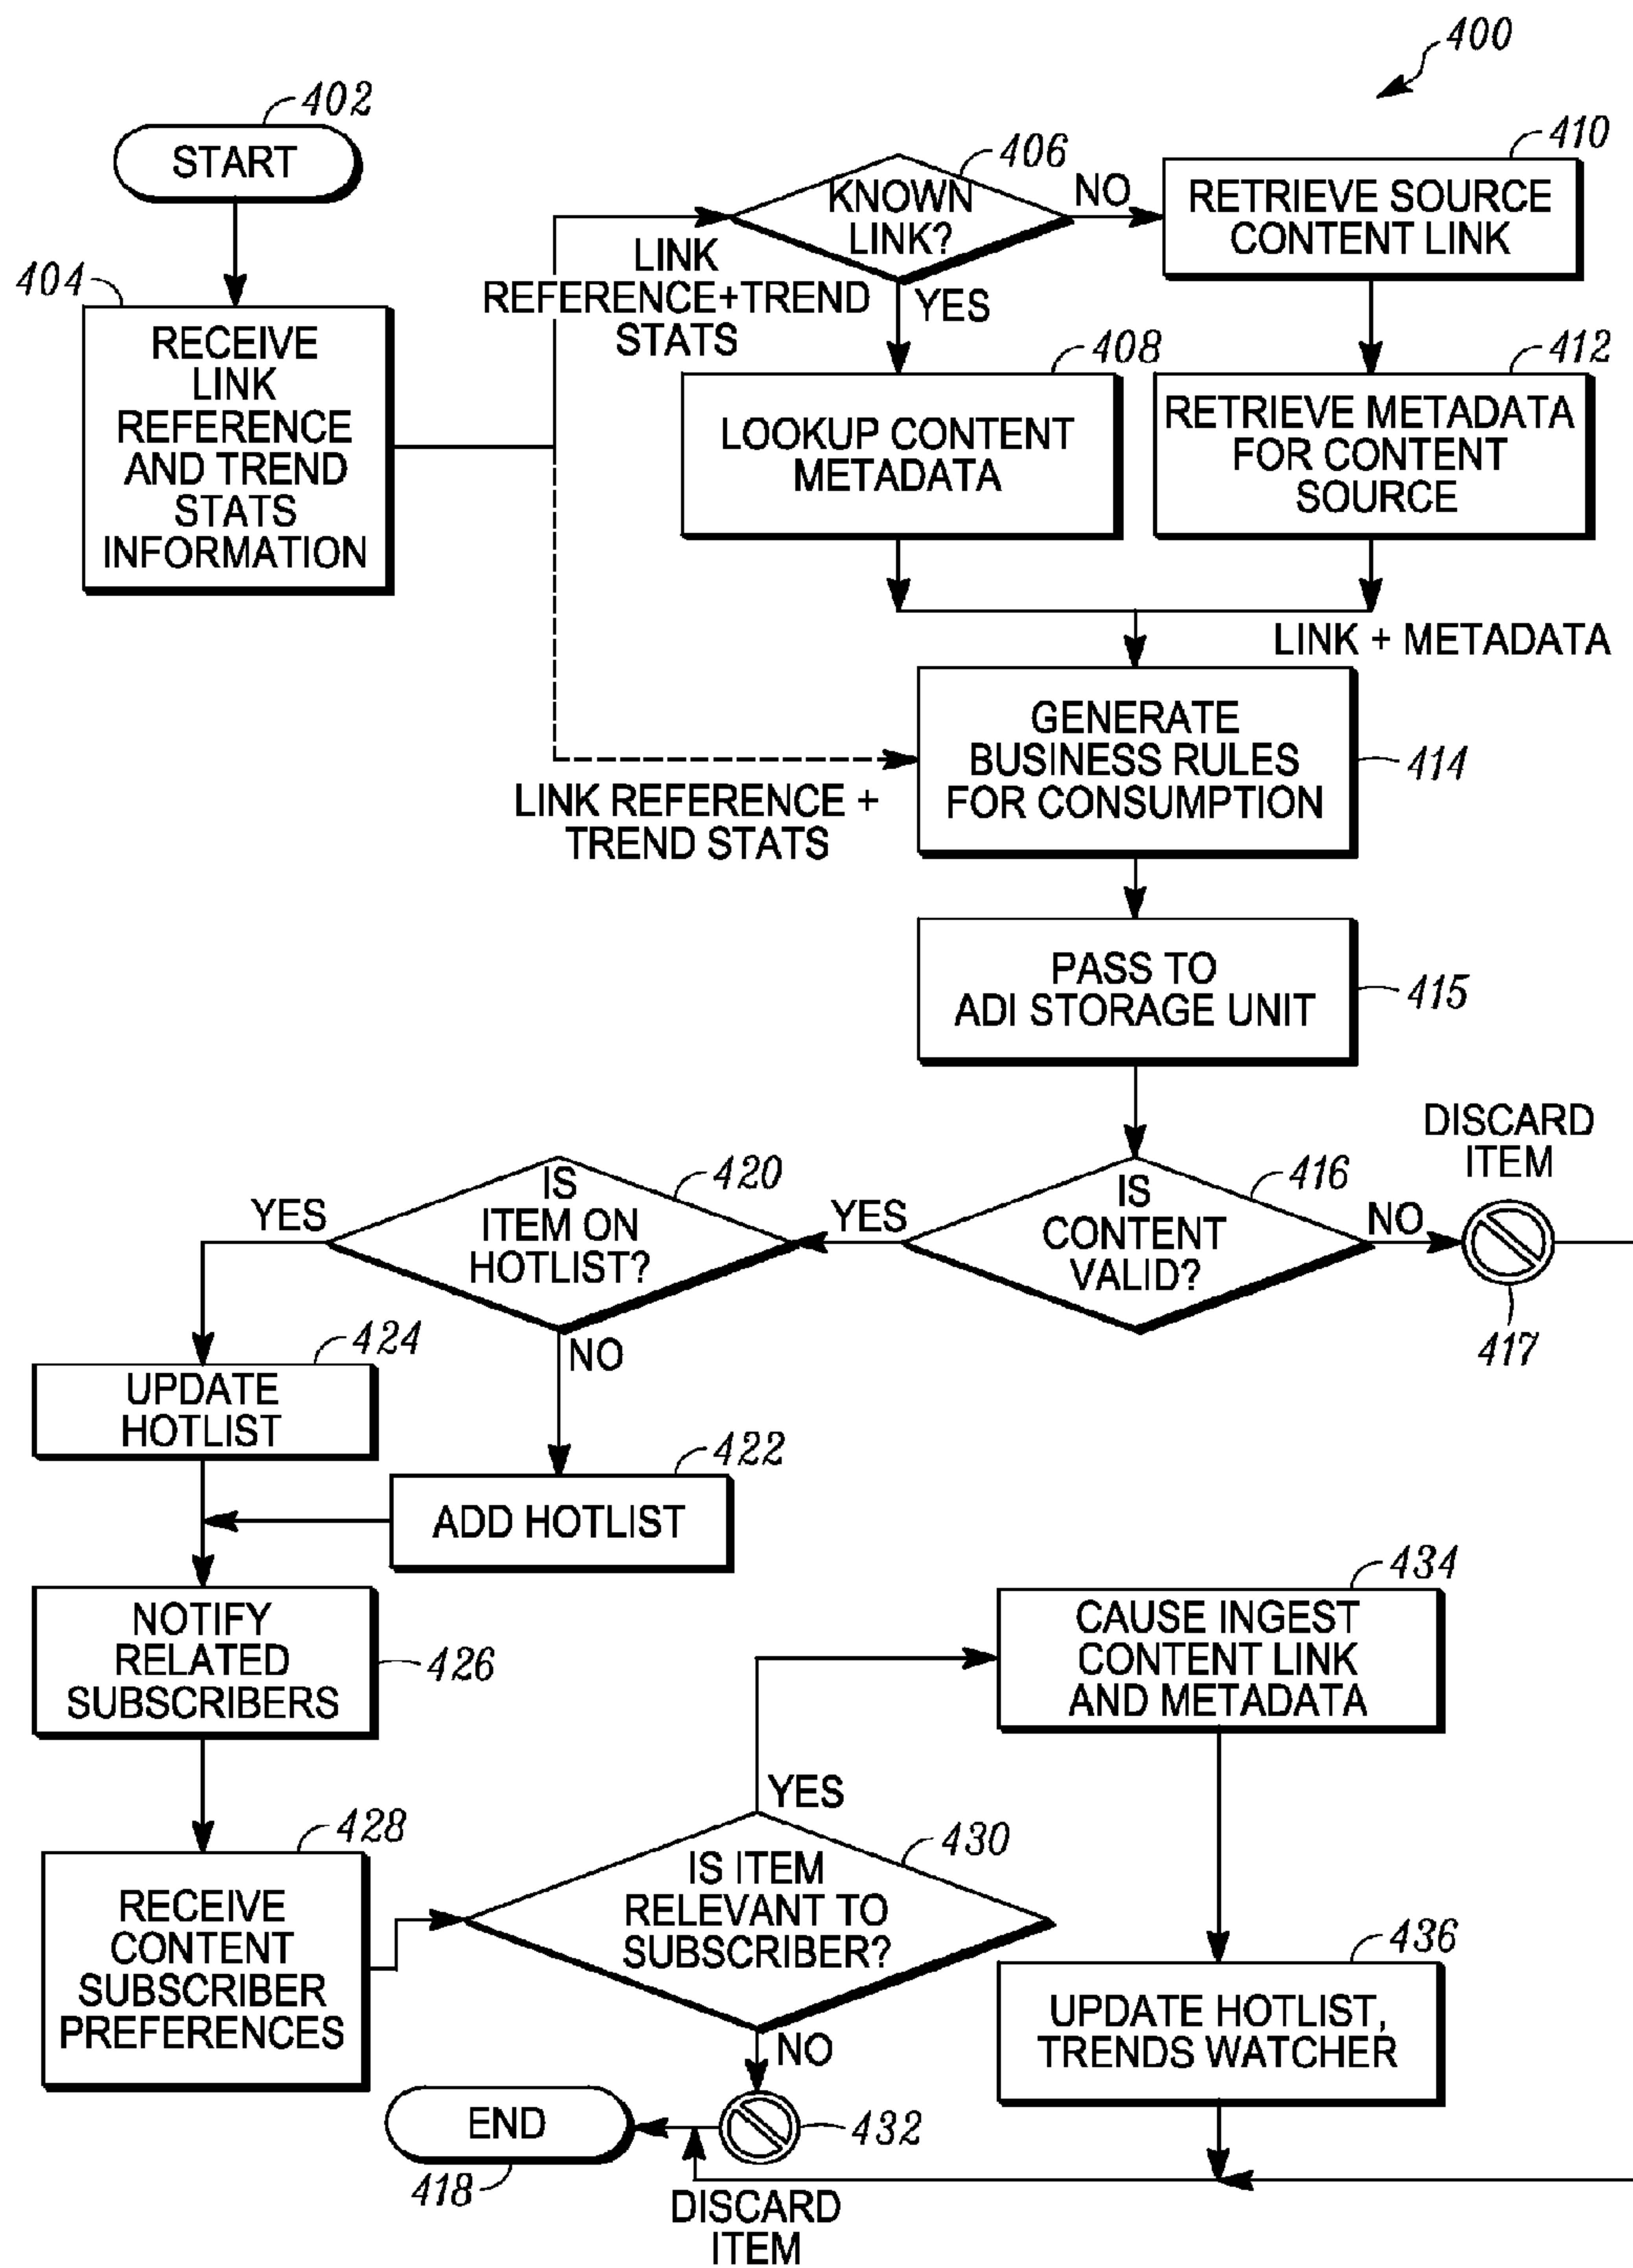 400
402
START
404
RECEIVE
LINK
REFERENCE
AND TREND
STATS
INFORMATION
LINK
REFERENCE+TREND
STATS
406
KNOWN
LINK?
NO
YES
410
RETRIEVE SOURCE
CONTENT LINK
408
LOOKUP CONTENT
METADATA
412
RETRIEVE METADATA
FOR CONTENT
SOURCE
LINK + METADATA
LINK REFERENCE +
TREND STATS
GENERATE
BUSINESS RULES
FOR CONSUMPTION
414
PASS TO
ADI STORAGE UNIT
415
416
IS
CONTENT
VALID?
NO
DISCARD
ITEM
417
YES
420
IS
ITEM ON
HOTLIST?
YES
NO
424
UPDATE
HOTLIST
422
ADD HOTLIST
NOTIFY
RELATED
SUBSCRIBERS
426
428
RECEIVE
CONTENT
SUBSCRIBER
PREFERENCES
430
IS ITEM
RELEVANT TO
SUBSCRIBER?
YES
NO
434
CAUSE INGEST
CONTENT LINK
AND METADATA
436
UPDATE HOTLIST,
TRENDS WATCHER
432
DISCARD
ITEM
END
418